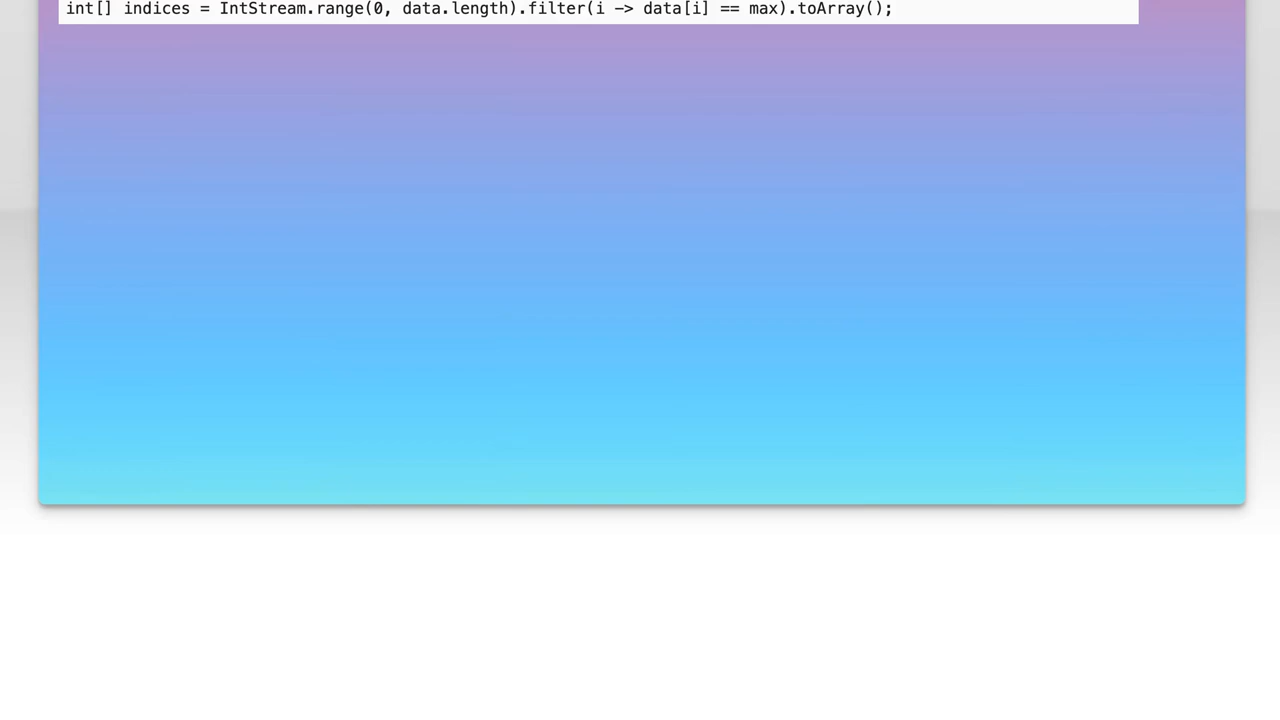 int[] indices = IntStream.range(0, data.length).filter(i -> data[i] == max).toArray();